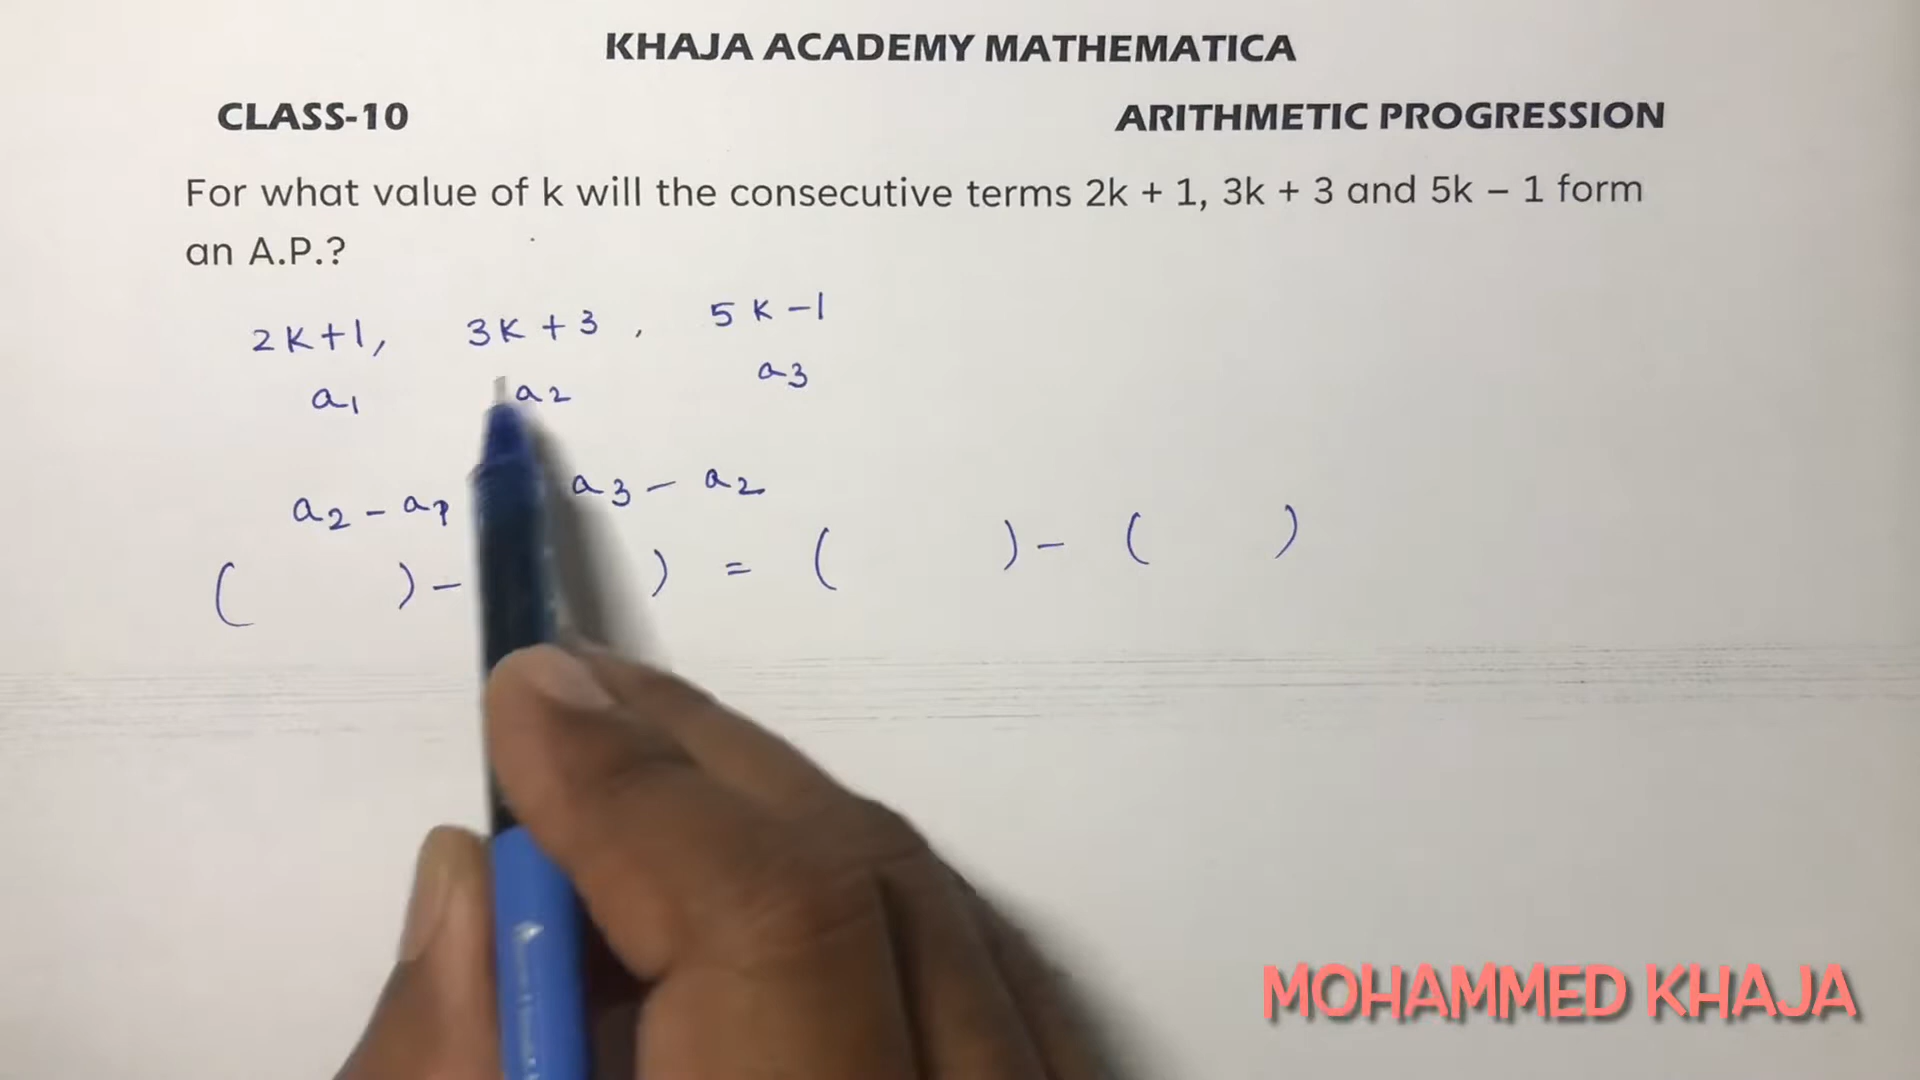 KHAJA ACADEMY MATHEMATICA
CLASS-10 ARITHMETIC PROGRESSION
For what value of k will the consecutive terms 2k + 1, 3k + 3 and 5k – 1 form
an A.P.?
2K+1, 3K+3, 5K-1
a1 a2 a3
a2 - a1 a3 - a2
( ) - ) = ( ) - ( )
MOHAMMED KHAJA